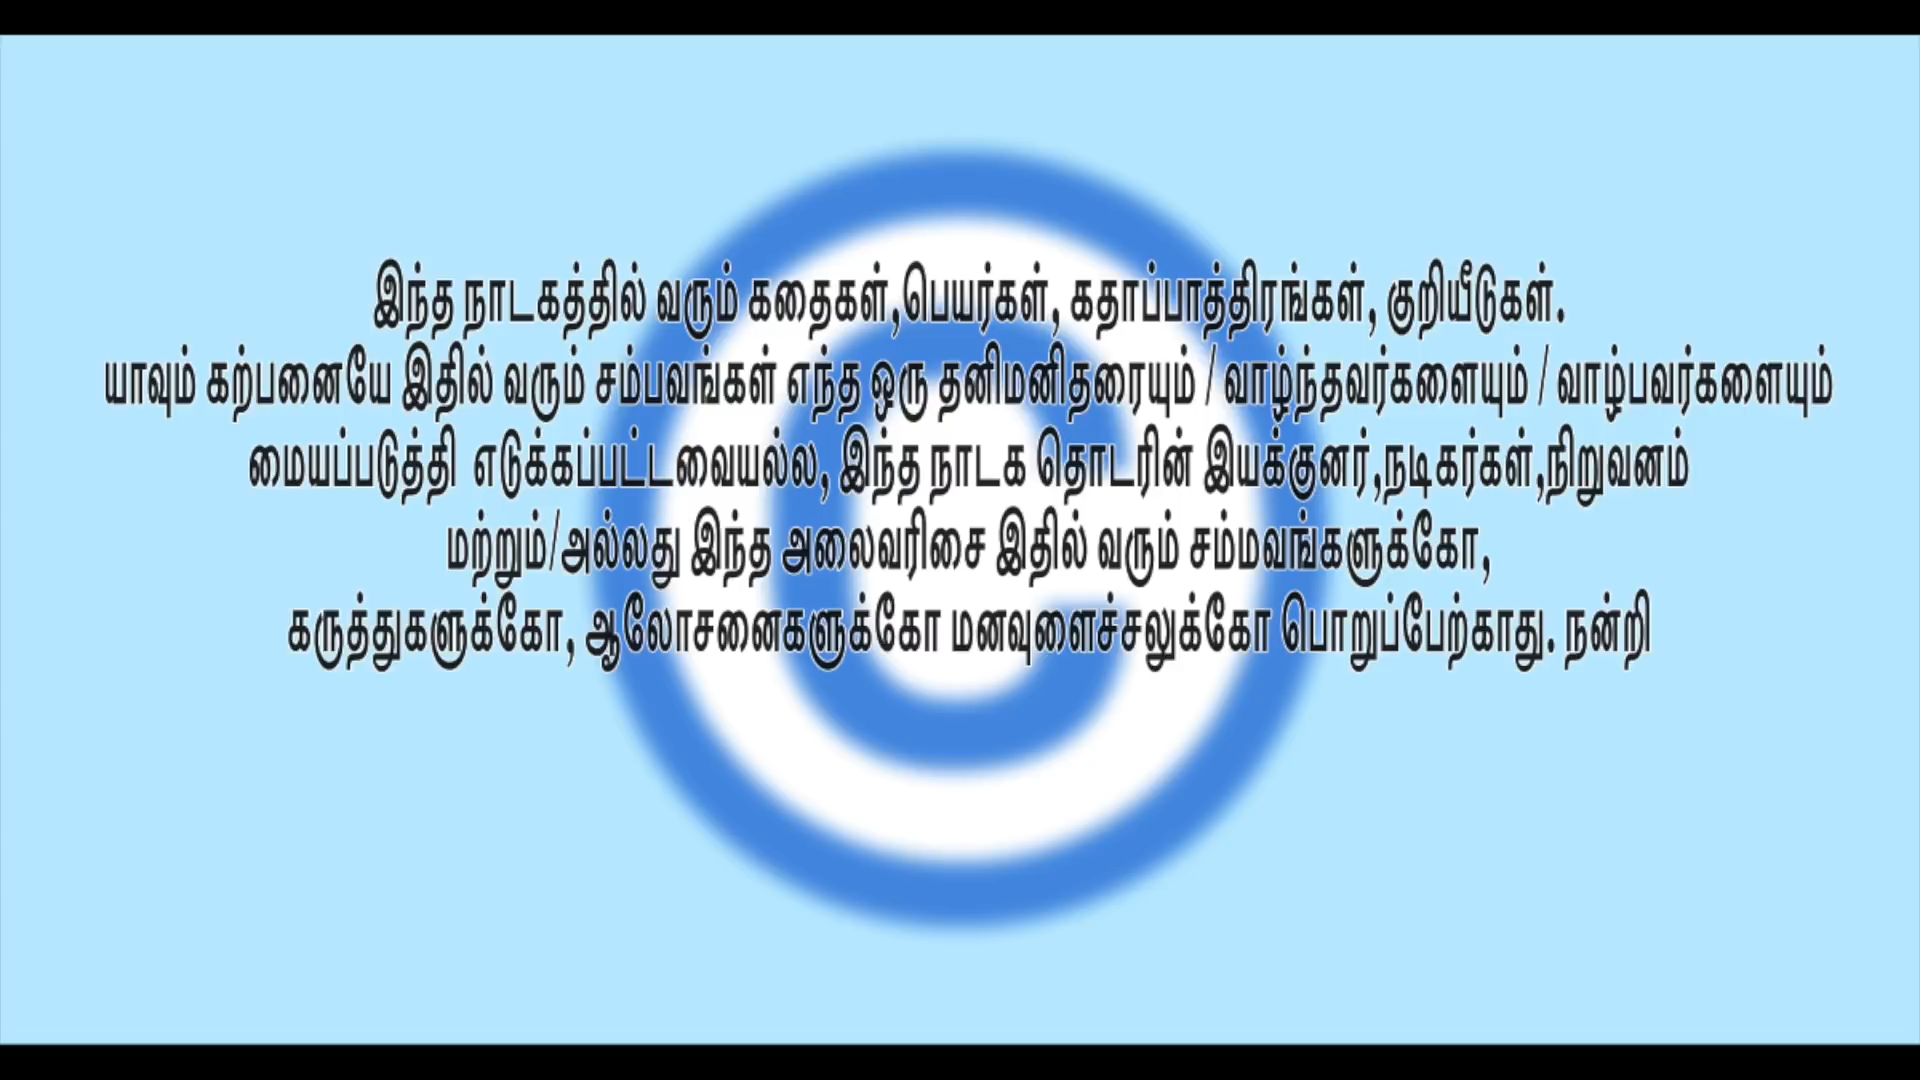 இந்த நாடகத்தில் வரும் கதைகள்,பெயர்கள், கதாப்பாத்திரங்கள், குறியீடுகள்.
யாவும் கற்பனையே இதில் வரும் சம்பவங்கள் எந்த ஒரு தனிமனிதரையும் / வாழ்ந்தவர்களையும் / வாழ்பவர்களையும்
மையப்படுத்தி எடுக்கப்பட்டவையல்ல, இந்த நாடக தொடரின் இயக்குனர்,நடிகர்கள்,நிறுவனம்
மற்றும்/அல்லது இந்த அலைவரிசை இதில் வரும் சம்மவங்களுக்கோ,
கருத்துகளுக்கோ, ஆலோசனைகளுக்கோ மனவுளைச்சலுக்கோ பொறுப்பேற்காது. நன்றி